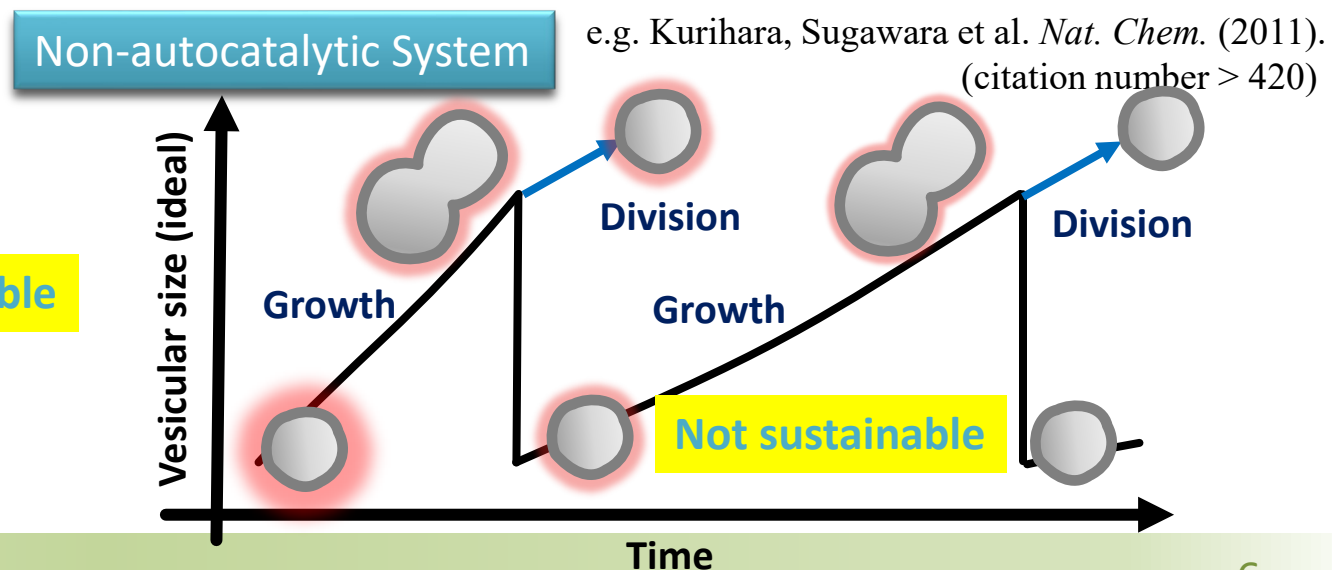 Non-autocatalytic System
e.g. Kurihara, Sugawara et al. Nat. Chem. (2011).
(citation number > 420)
Vesicular size (ideal)
Division
Division
Growth
Growth
ble
Not sustainable
Time